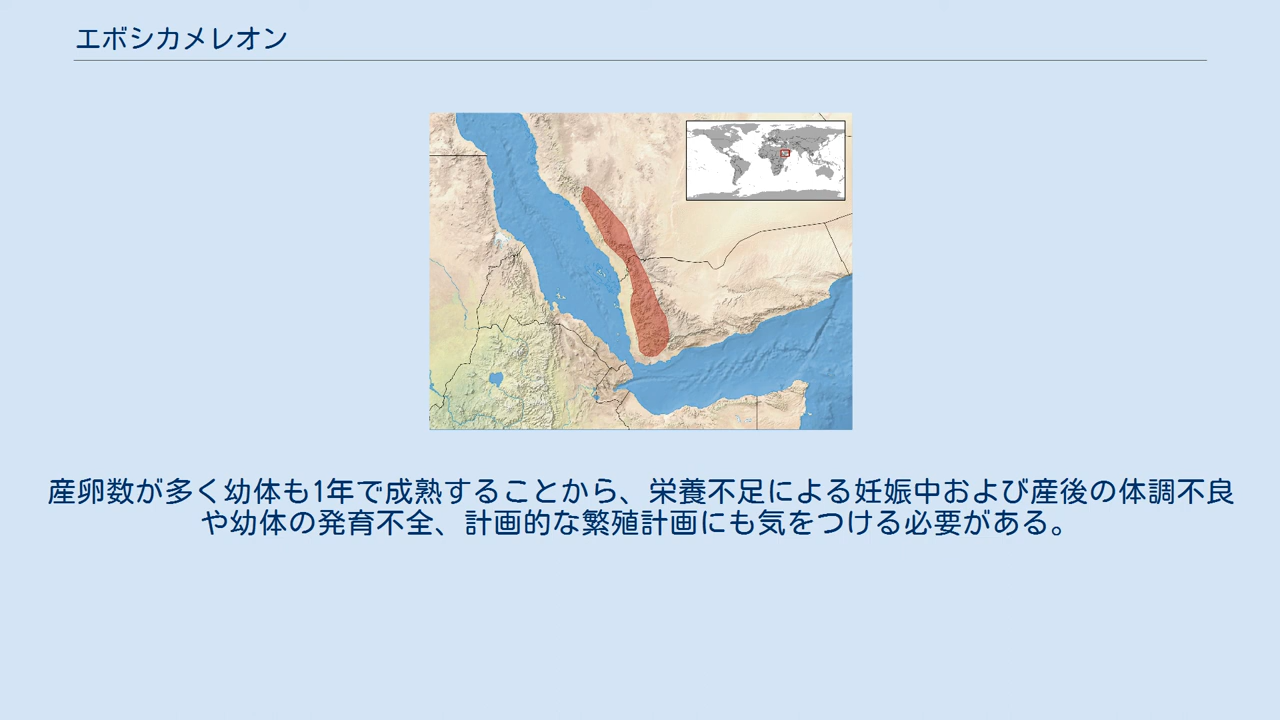 エボシカメレオン
産卵数が多く幼体も1年で成熟することから、栄養不足による妊娠中および産後の体調不良
や幼体の発育不全、計画的な繁殖計画にも気をつける必要がある。